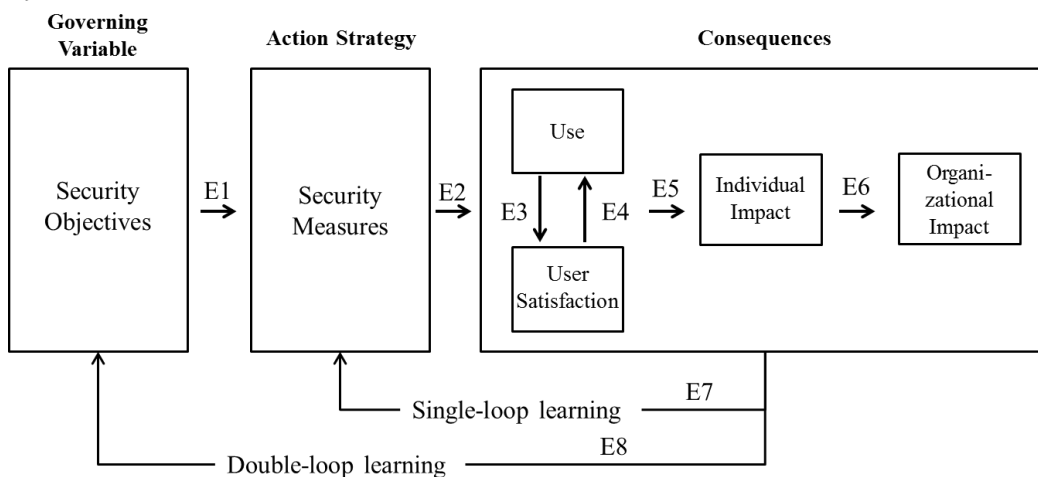 Governing
Variable
Action Strategy
Consequences
Security
Objectives
E1
Security
Measures
E2
Use
E3
E4
User
Satisfaction
E5
Individual
Impact
E6
Organi-
zational
Impact
E7
Single-loop learning
E8
Double-loop learning